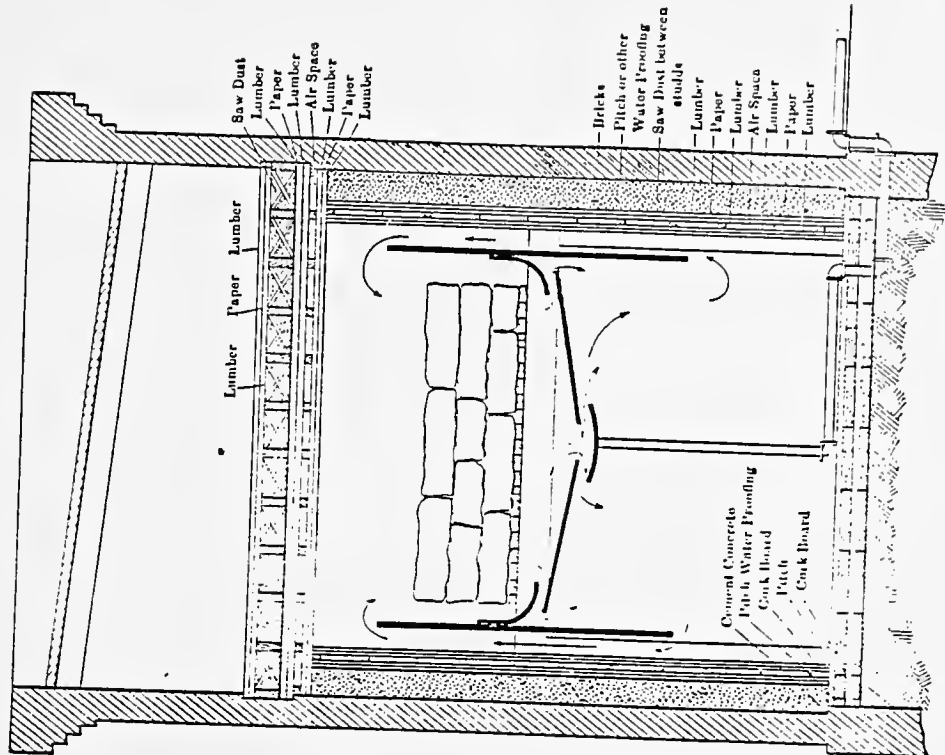 Saw Dust
Lumber
Paper
Lumber
Air Space
Lumber
Paper
Lumber
Lumber
Paper
Lumber
Bricks
Pitch or other
Water Proofing
Saw Dust between
studds
Lumber
Paper
Lumber
Air Space
Lumber
Paper
Lumber
Cement Concrete
Pitch Water Proofing
Cork Board
Pitch
Cork Board